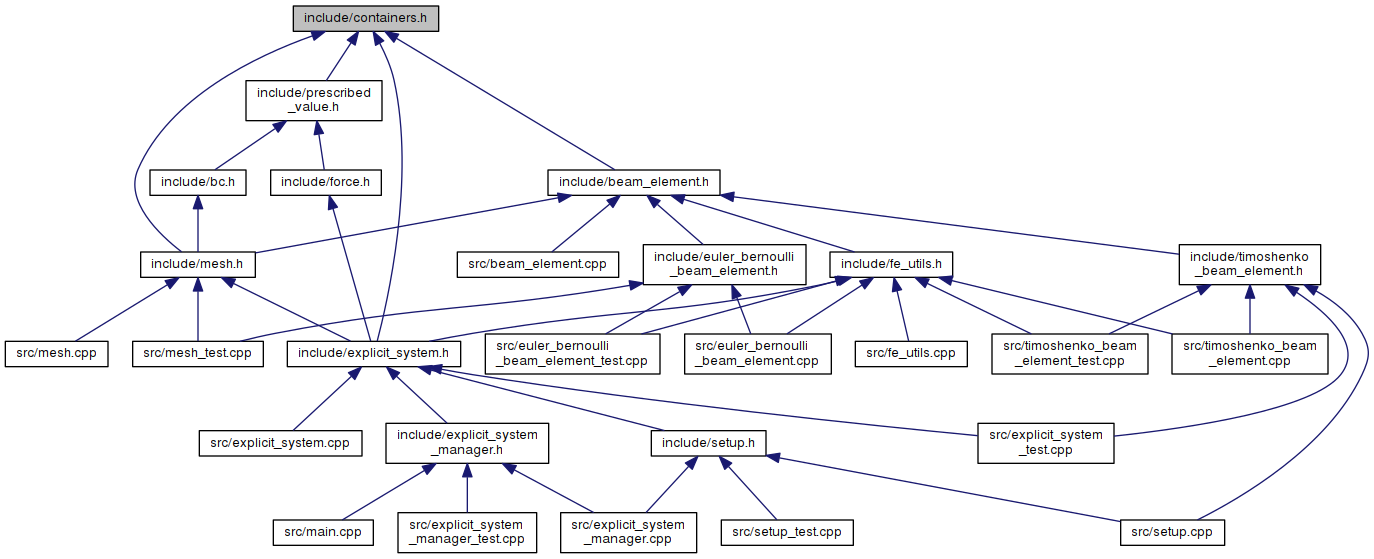 include/containers.h
include/prescribed
_value.h
include/bc.h
include/force.h
include/beam_element.h
include/mesh.h
src/beam_element.cpp
include/euler_bernoulli
_beam_element.h
include/fe_utils.h
include/timoshenko
_beam_element.h
src/mesh.cpp
src/mesh_test.cpp
include/explicit_system.h
src/euler_bernoulli
_beam_element_test.cpp
src/euler_bernoulli
_beam_element.cpp
src/fe_utils.cpp
src/timoshenko_beam
_element_test.cpp
src/timoshenko_beam
_element.cpp
src/explicit_system.cpp
include/explicit_system
_manager.h
include/setup.h
src/explicit_system
_test.cpp
src/main.cpp
src/explicit_system
_manager_test.cpp
src/explicit_system
_manager.cpp
src/setup_test.cpp
src/setup.cpp